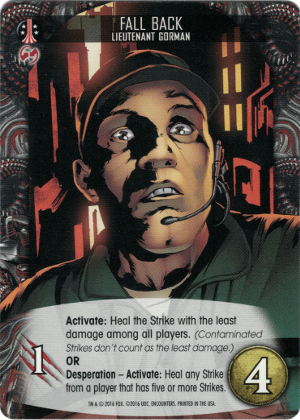 FALL BACK
LIEUTENANT GORMAN
Activate: Heal the Strike with the least
damage among all players. (Contaminated
Strikes don't count as the least damage.)
OR
Desperation – Activate: Heal any Strike
from a player that has five or more Strikes.
1
4
TM & © 2016 FOX. ©2016 UDC. ENCOUNTERS. PRINTED IN THE USA.